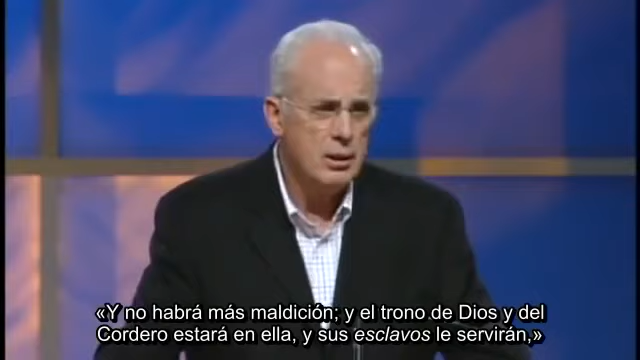 «Y no habrá más maldición; y el trono de Dios y del
Cordero estará en ella, y sus esclavos le servirán,»